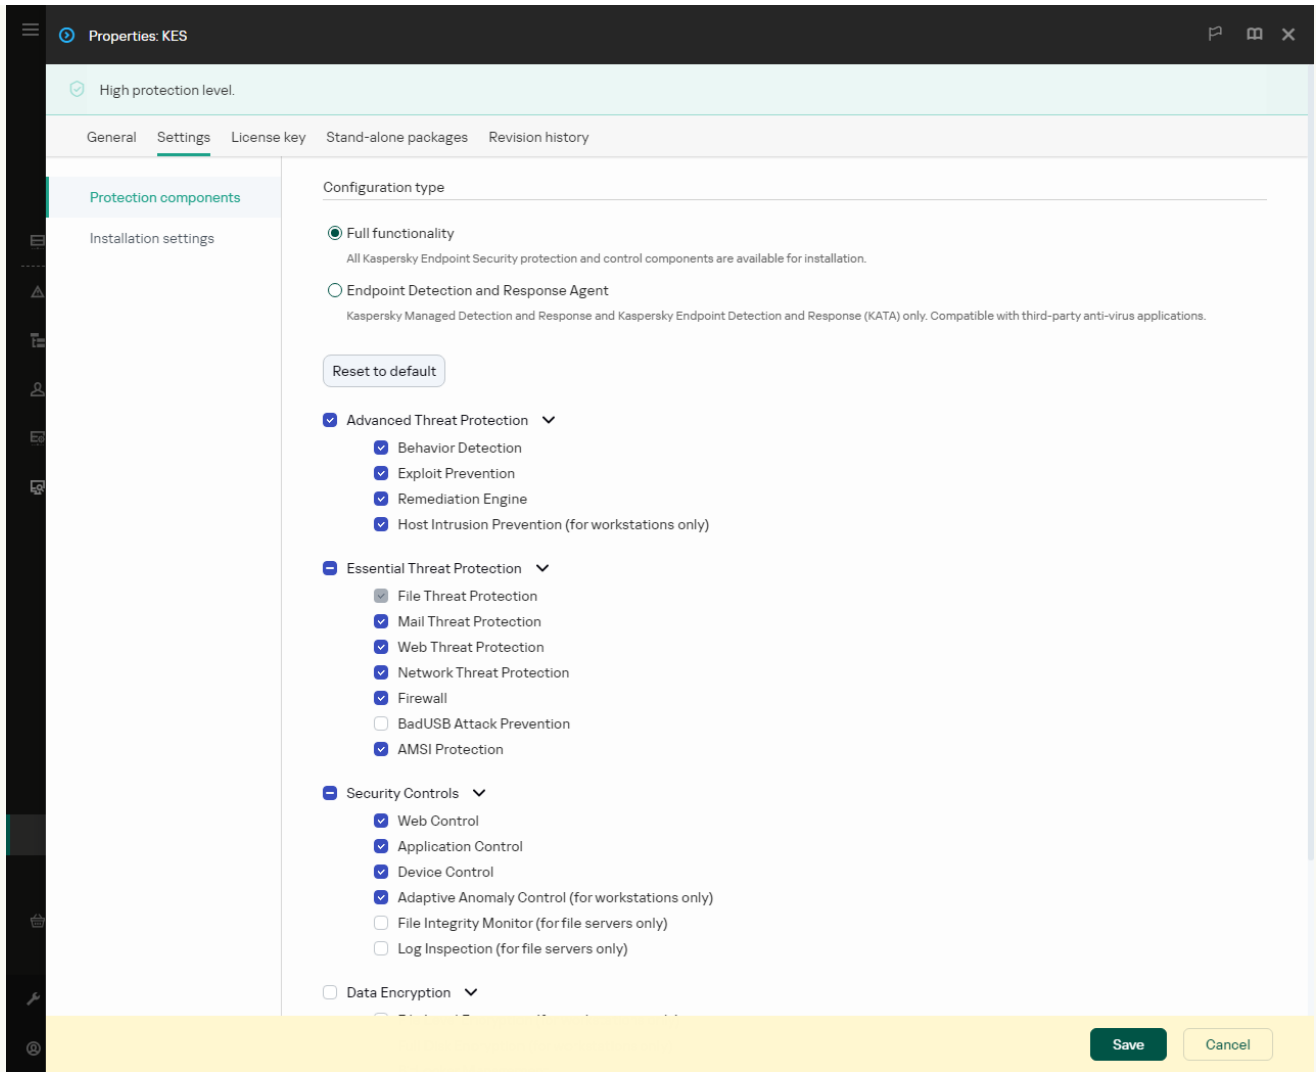 Properties: KES
High protection level.
General Settings License key Stand-alone packages Revision history
Protection components
Installation settings
Configuration type
Full functionality
All Kaspersky Endpoint Security protection and control components are available for installation.
Endpoint Detection and Response Agent
Kaspersky Managed Detection and Response and Kaspersky Endpoint Detection and Response (KATA) only. Compatible with third-party anti-virus applications.
Reset to default
Advanced Threat Protection
Behavior Detection
Exploit Prevention
Remediation Engine
Host Intrusion Prevention (for workstations only)
Essential Threat Protection
File Threat Protection
Mail Threat Protection
Web Threat Protection
Network Threat Protection
Firewall
BadUSB Attack Prevention
AMSI Protection
Security Controls
Web Control
Application Control
Device Control
Adaptive Anomaly Control (for workstations only)
File Integrity Monitor (for file servers only)
Log Inspection (for file servers only)
Data Encryption
Save Cancel